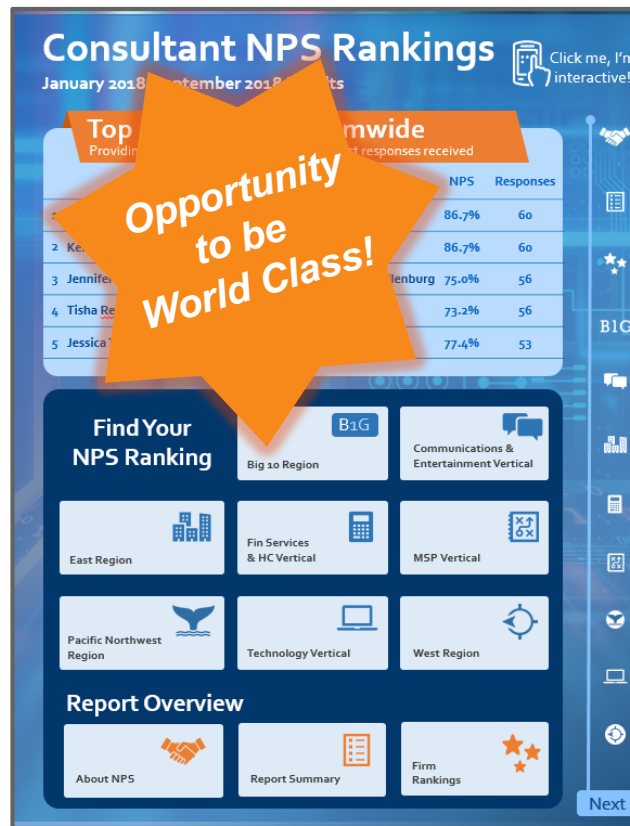 Consultant NPS Rankings
Click me, I'm
interactive!
January 2018
tember 2018
ts
Top
mwide
Providin
st responses received
NPS Responses
86.7% 60
2 Ke
86.7% 60
3 Jennife
lenburg 75.0% 56
4 Tisha Re
73.2% 56
5 Jessica
77.4% 53
Opportunity
to be
World Class!
B1G
Find Your
NPS Ranking
B1G
Big 10 Region
Communications &
Entertainment Vertical
East Region
Fin Services
& HC Vertical
MSP Vertical
Pacific Northwest
Region
Technology Vertical
West Region
Report Overview
About NPS
Report Summary
Firm
Rankings
Next